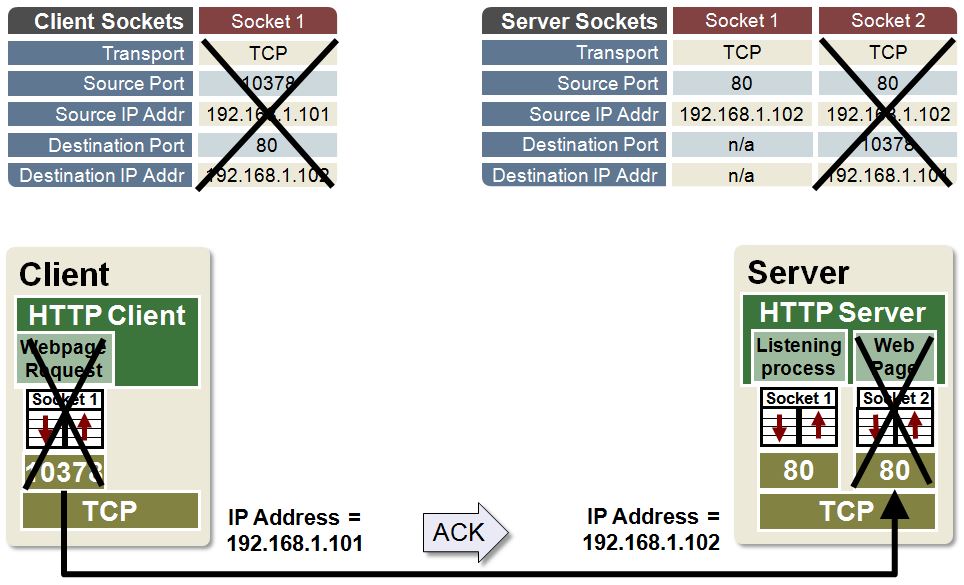 Client Sockets Socket 1
Transport TCP
Source Port 10378
Source IP Addr 192.168.1.101
Destination Port 80
Destination IP Addr 192.168.1.102
Server Sockets Socket 1 Socket 2
Transport TCP TCP
Source Port 80 80
Source IP Addr 192.168.1.102 192.168.1.102
Destination Port n/a 10378
Destination IP Addr n/a 192.168.1.101
Client
HTTP Client
Webpage
Request
Socket 1
10378
TCP
IP Address =
192.168.1.101
ACK
IP Address =
192.168.1.102
Server
HTTP Server
Listening
process
Web
Page
Socket 1
Socket 2
80
80
TCP